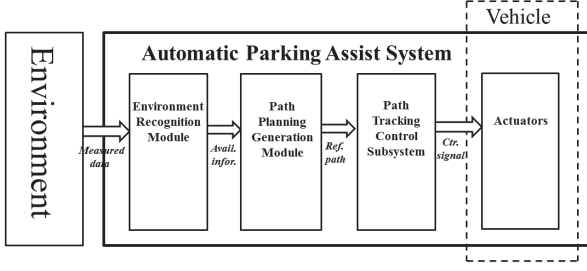 Vehicle
Environment
Automatic Parking Assist System
Environment
Recognition
Module
Path
Planning
Generation
Module
Path
Tracking
Control
Subsystem
Actuators
Measured
data
Avail.
infor.
Ref.
path
Ctr.
signal